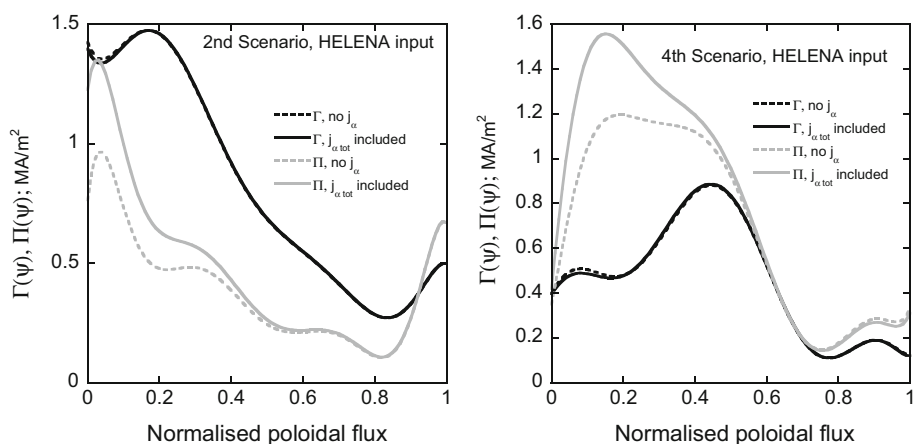 2nd Scenario, HELENA input
Γ, no jα
Γ, jα tot included
Π, no jα
Π, jα tot included
Γ(ψ), Π(ψ); MA/m²
1.5
1
0.5
0
0 0.2 0.4 0.6 0.8 1
Normalised poloidal flux
4th Scenario, HELENA input
Γ, no jα
Γ, jα tot included
Π, no jα
Π, jα tot included
Γ(ψ), Π(ψ); MA/m²
1.6
1.4
1.2
1
0.8
0.6
0.4
0.2
0
0 0.2 0.4 0.6 0.8 1
Normalised poloidal flux